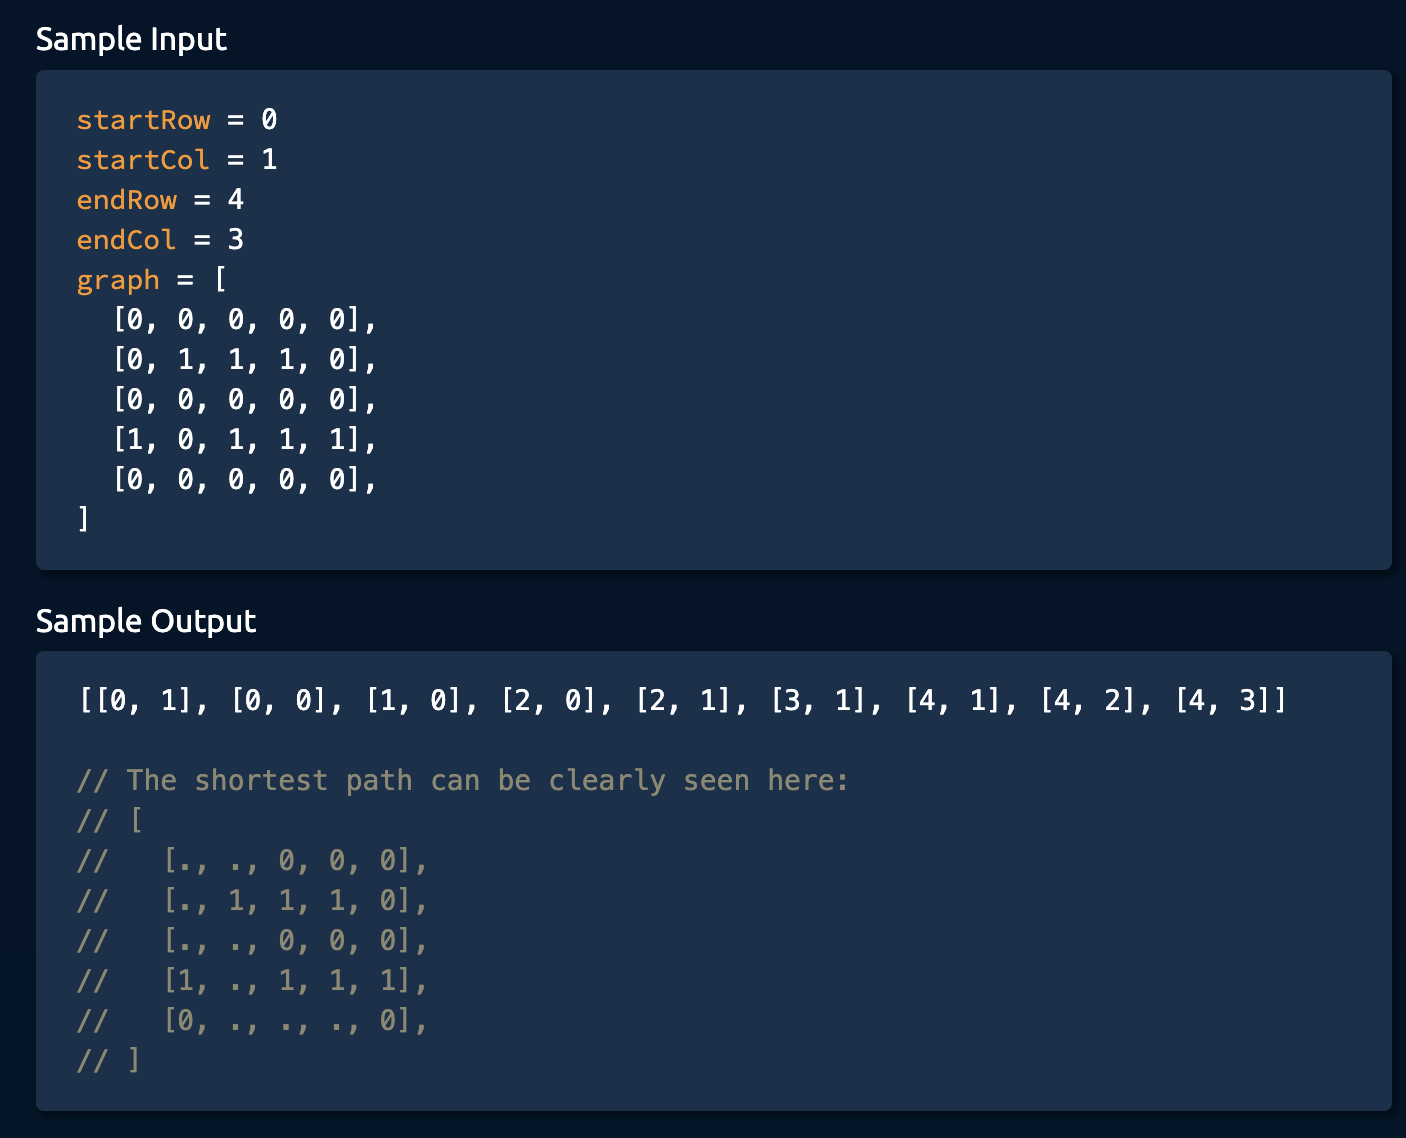 Sample Input
startRow = 0
startCol = 1
endRow = 4
endCol = 3
graph = [
  [0, 0, 0, 0, 0],
  [0, 1, 1, 1, 0],
  [0, 0, 0, 0, 0],
  [1, 0, 1, 1, 1],
  [0, 0, 0, 0, 0],
]
Sample Output
[[0, 1], [0, 0], [1, 0], [2, 0], [2, 1], [3, 1], [4, 1], [4, 2], [4, 3]]
// The shortest path can be clearly seen here:
// [
//   [., ., 0, 0, 0],
//   [., 1, 1, 1, 0],
//   [., ., 0, 0, 0],
//   [1, ., 1, 1, 1],
//   [0, ., ., ., 0],
// ]